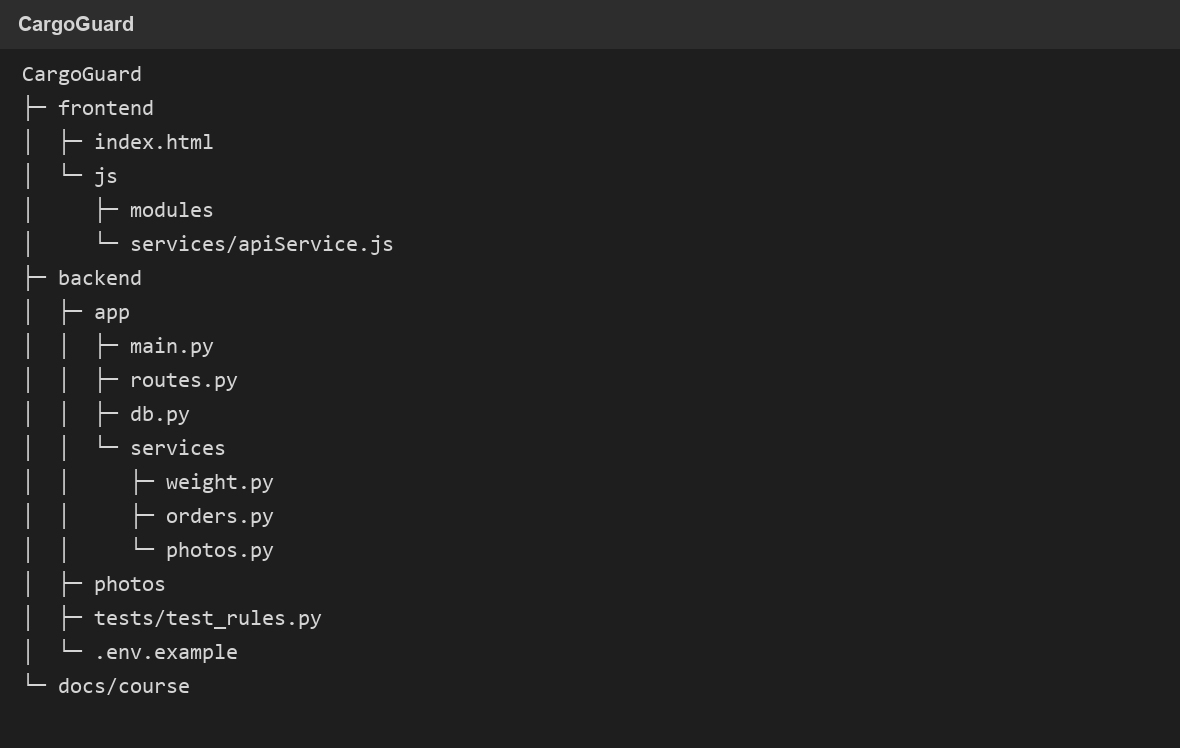 CargoGuard
CargoGuard
├─ frontend
│  ├─ index.html
│  └─ js
│     ├─ modules
│     └─ services/apiService.js
├─ backend
│  ├─ app
│  │  ├─ main.py
│  │  ├─ routes.py
│  │  ├─ db.py
│  │  └─ services
│  │     ├─ weight.py
│  │     ├─ orders.py
│  │     └─ photos.py
│  ├─ photos
│  ├─ tests/test_rules.py
│  └─ .env.example
└─ docs/course